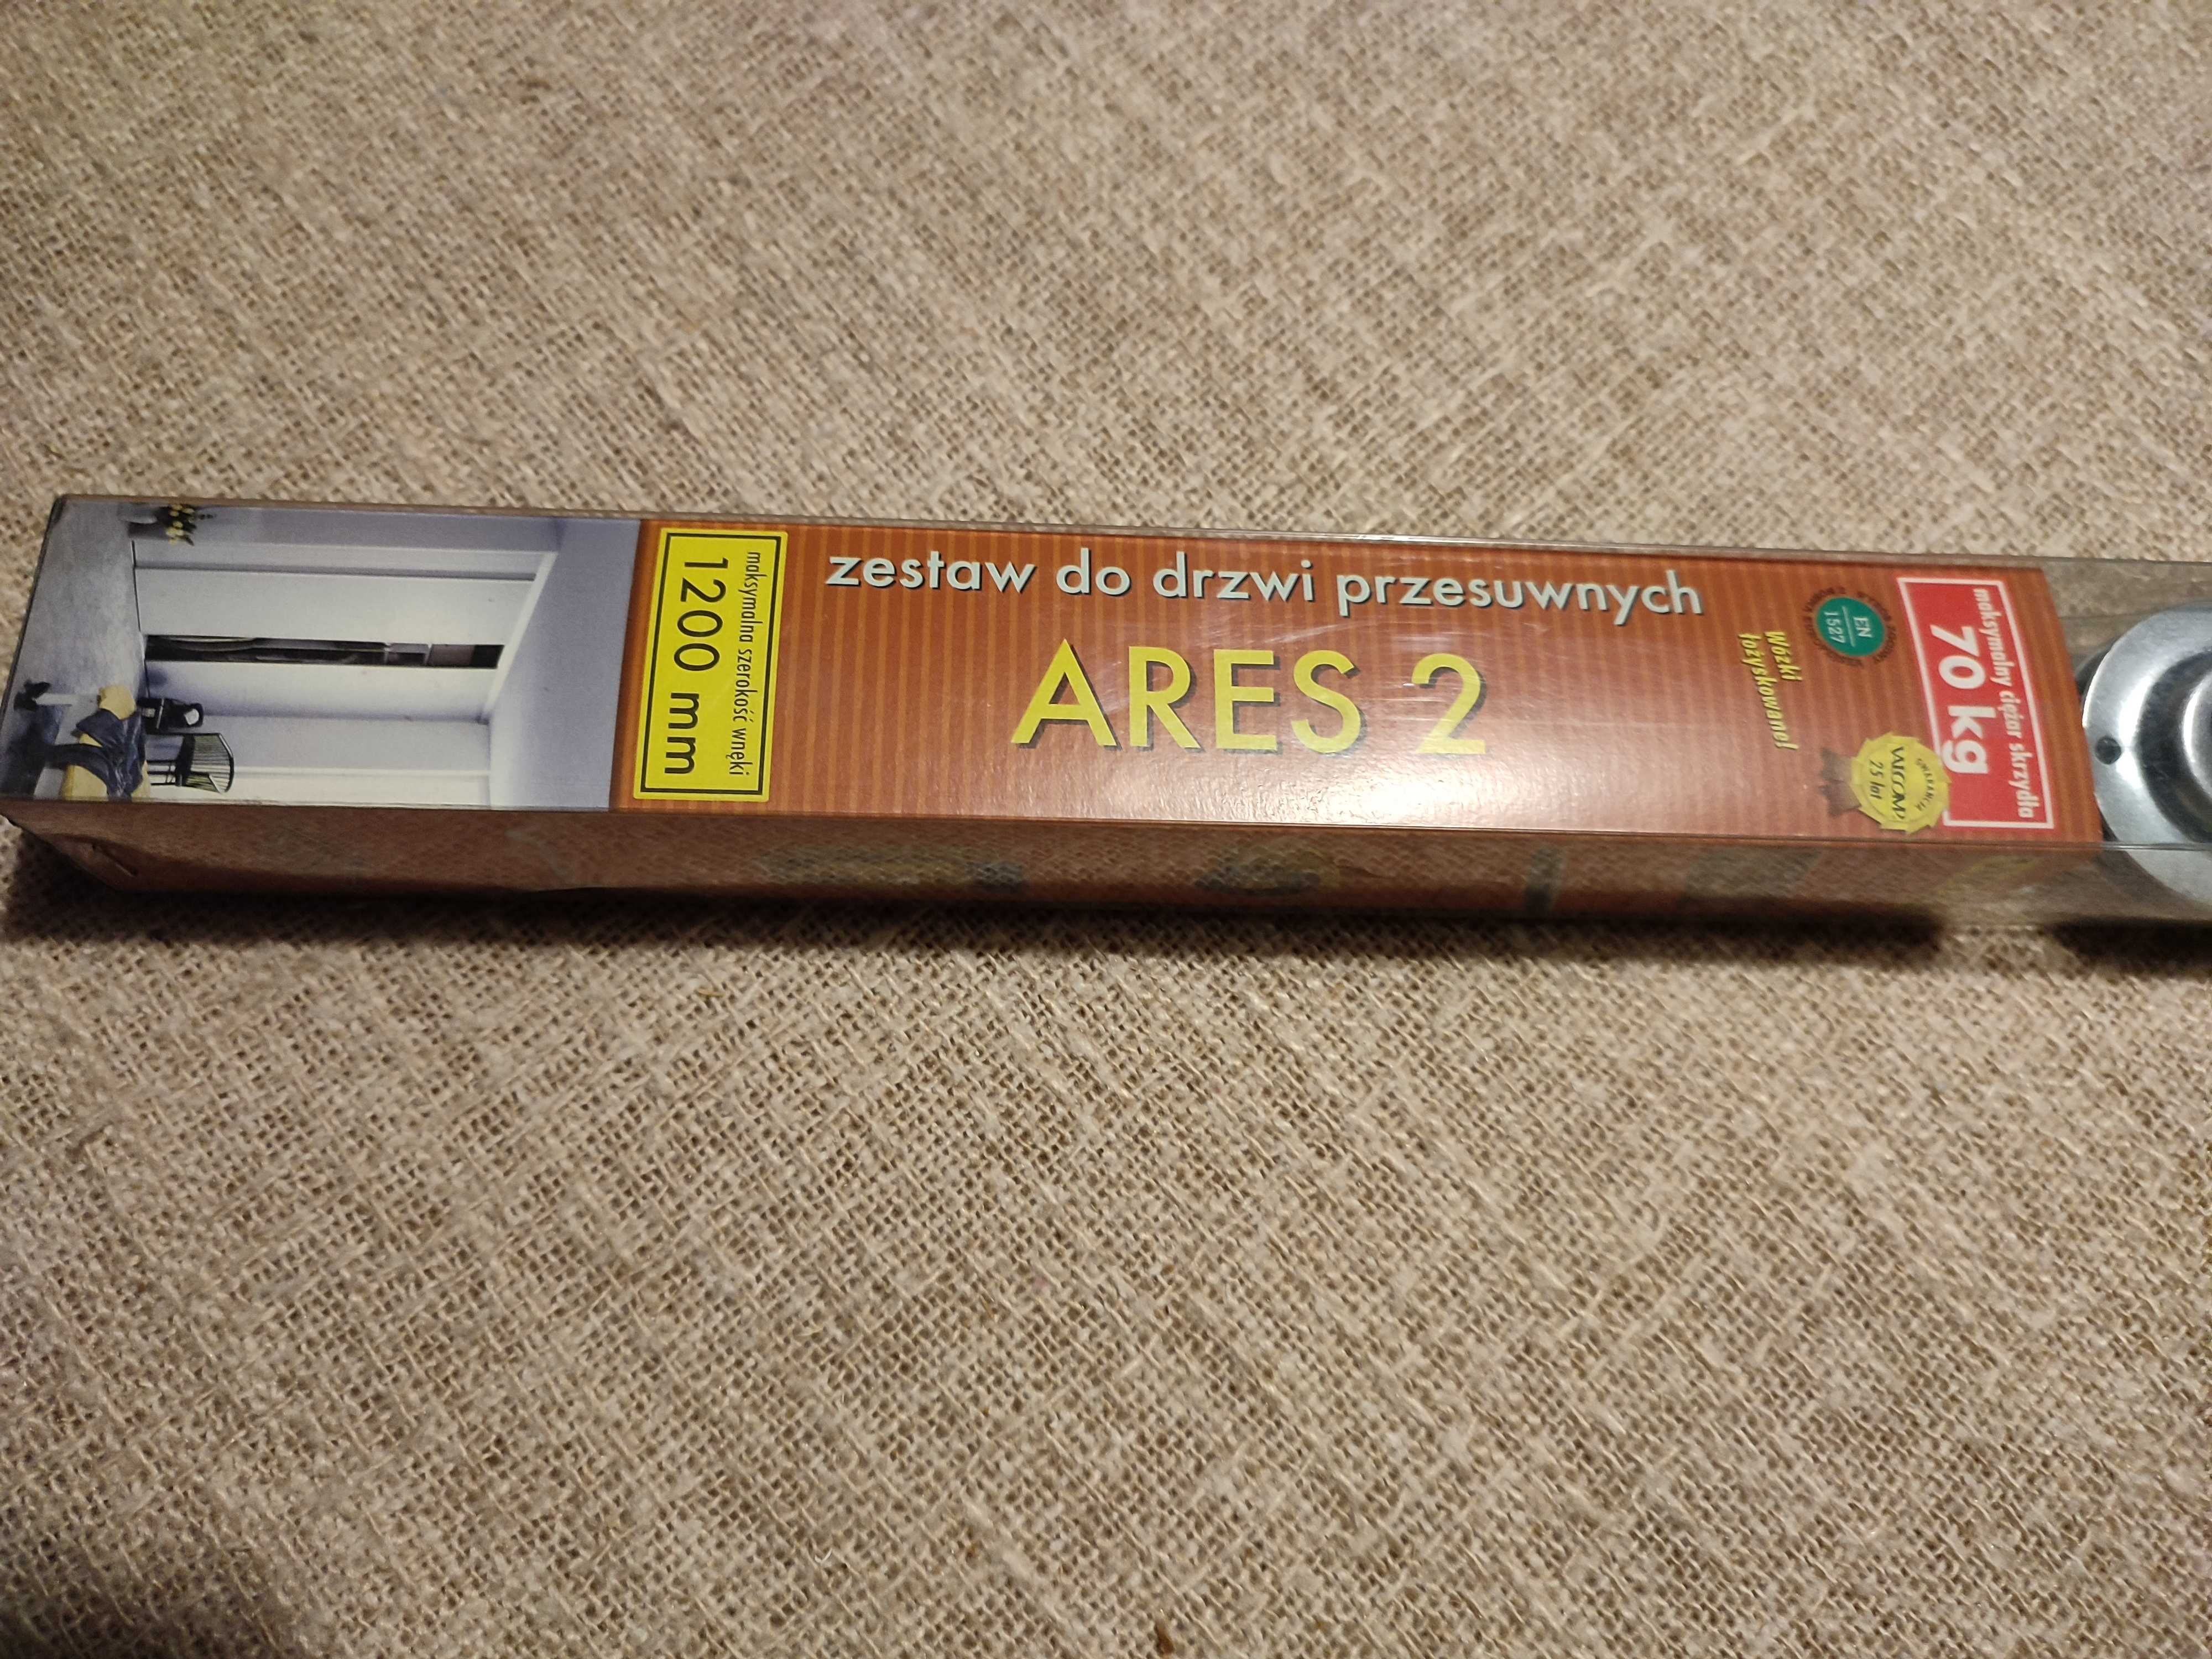 maksymalna szerokość wnęki
1200 mm
zestaw do drzwi przesuwnych
ARES 2
Wózki
łożyskowane!
EN
1527
maksymalny ciężar skrzydła
70 kg
GWARANCJA
VALCOMP
25 lat